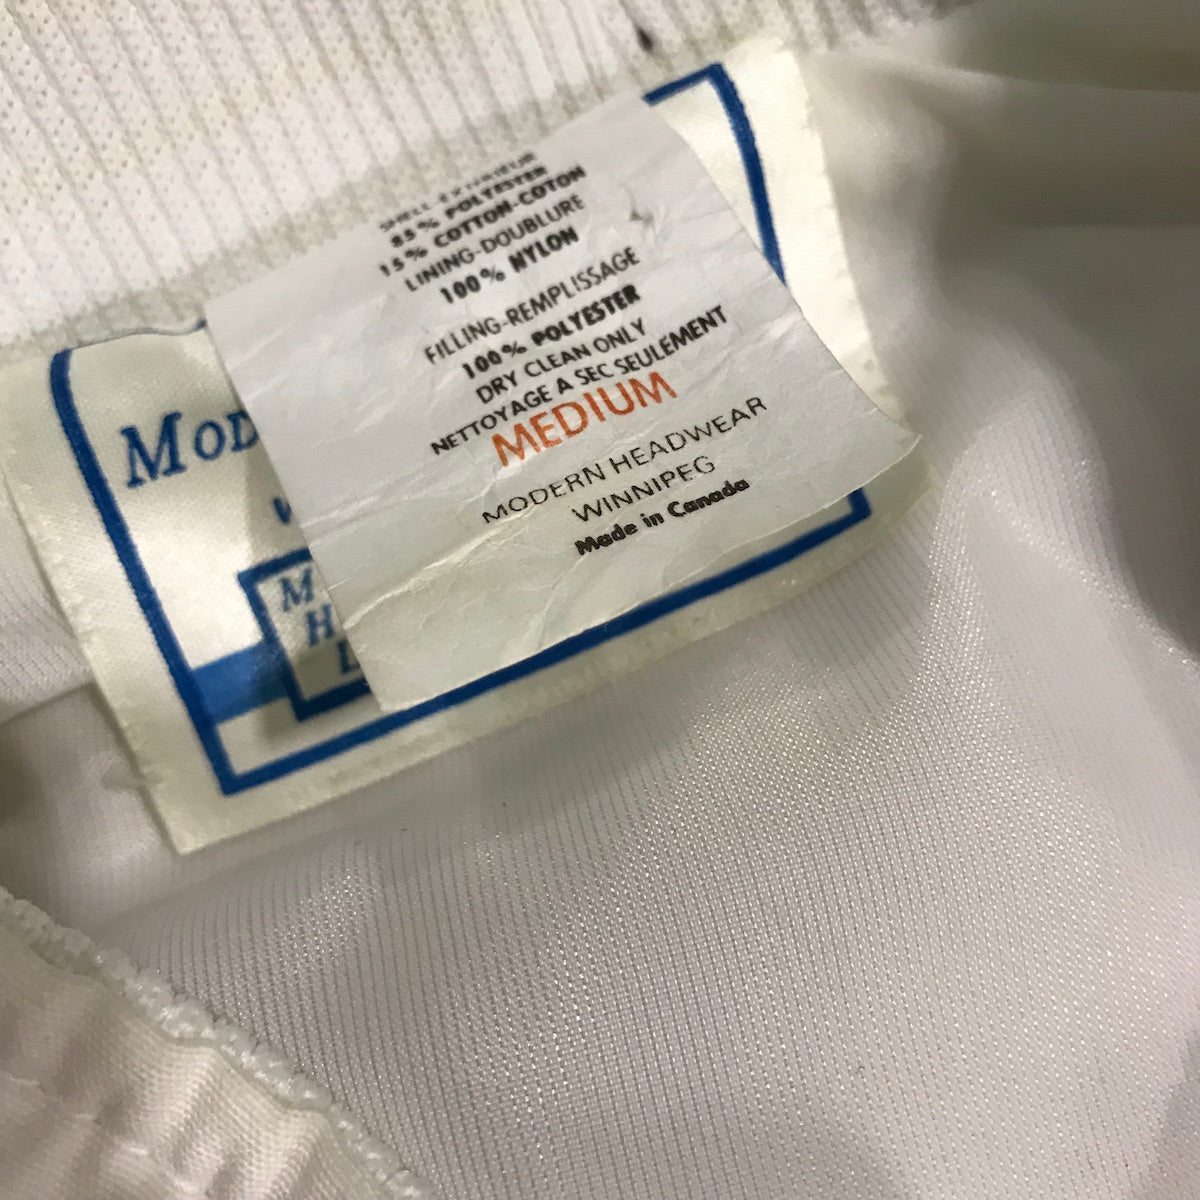 SHELL-EXTERIEUR
85% POLYESTER
15% COTTON-COTON
LINING-DOUBLURE
100% NYLON
FILLING-REMPLISSAGE
100% POLYESTER
DRY CLEAN ONLY
NETTOYAGE A SEC SEULEMENT
MEDIUM
MODERN HEADWEAR
WINNIPEG
Made in Canada
MOD
W
M
H
L